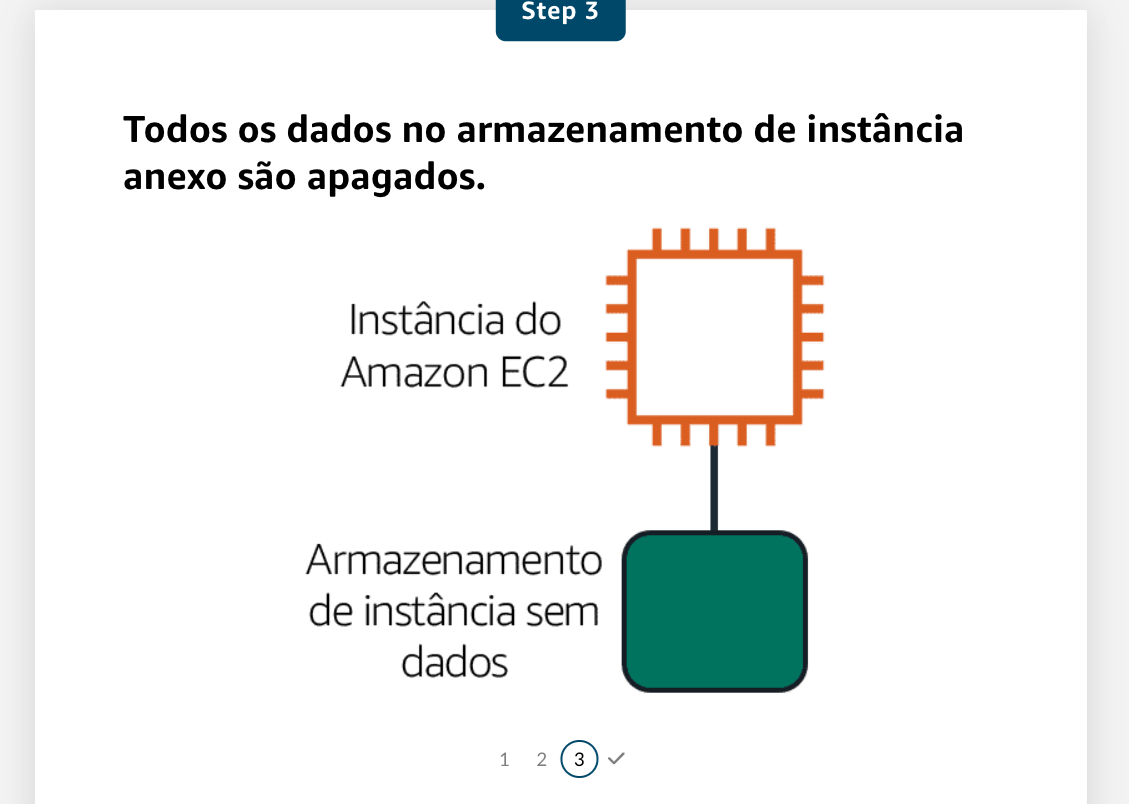 Step 3
Todos os dados no armazenamento de instância
anexo são apagados.
Instância do
Amazon EC2
Armazenamento
de instância sem
dados
1 2 3